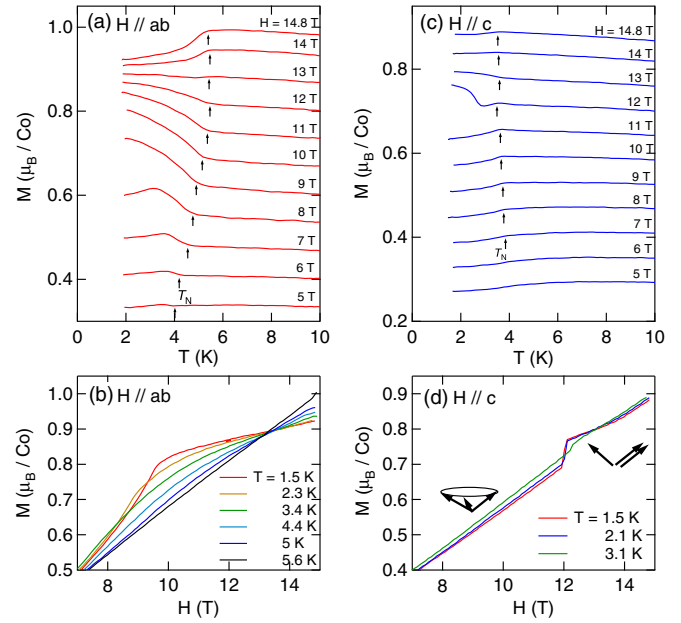 (a) H // ab
H = 14.8 T
14 T
13 T
12 T
11 T
10 T
9 T
8 T
7 T
6 T
5 T
T_N
1.0
0.8
0.6
0.4
M (μ_B / Co)
0 2 4 6 8 10
T (K)
(c) H // c
H = 14.8 T
14 T
13 T
12 T
11 T
10 T
9 T
8 T
7 T
6 T
5 T
T_N
0.8
0.6
0.4
0.2
0 2 4 6 8 10
T (K)
(b) H // ab
1.0
0.9
0.8
0.7
0.6
0.5
M (μ_B / Co)
T = 1.5 K
2.3 K
3.4 K
4.4 K
5 K
5.6 K
8 10 12 14
H (T)
(d) H // c
0.9
0.8
0.7
0.6
0.5
0.4
M (μ_B / Co)
T = 1.5 K
2.1 K
3.1 K
8 10 12 14
H (T)